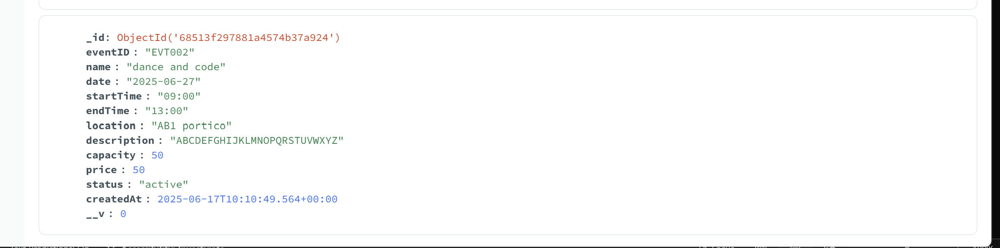 _id: ObjectId('68513f297881a4574b37a924')
eventID : "EVT002"
name : "dance and code"
date : "2025-06-27"
startTime : "09:00"
endTime : "13:00"
location : "AB1 portico"
description : "ABCDEFGHIJKLMNOPQRSTUVWXYZ"
capacity : 50
price : 50
status : "active"
createdAt : 2025-06-17T10:10:49.564+00:00
__v : 0